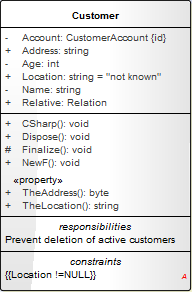 Customer
- Account: CustomerAccount {id}
+ Address: string
- Age: int
+ Location: string = "not known"
- Name: string
+ Relative: Relation
+ CSharp(): void
+ Dispose(): void
# Finalize(): void
+ NewF(): void
«property»
+ TheAddress(): byte
+ TheLocation(): string
responsibilities
Prevent deletion of active customers
constraints
{{Location !=NULL}}
A